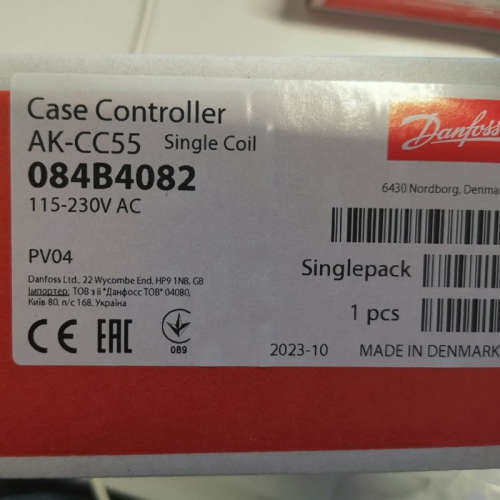 Case Controller
AK-CC55 Single Coil
084B4082
115-230V AC
Danfoss
6430 Nordborg, Denma
PV04
Singlepack
Danfoss Ltd., 22 Wycombe End, HP9 1NB, GB
Імпортер: ТОВ з іі "Данфосс ТОВ" 04080,
Київ 80, п/с 168, Україна
1 pcs
CE EAC
089
2023-10 MADE IN DENMARK